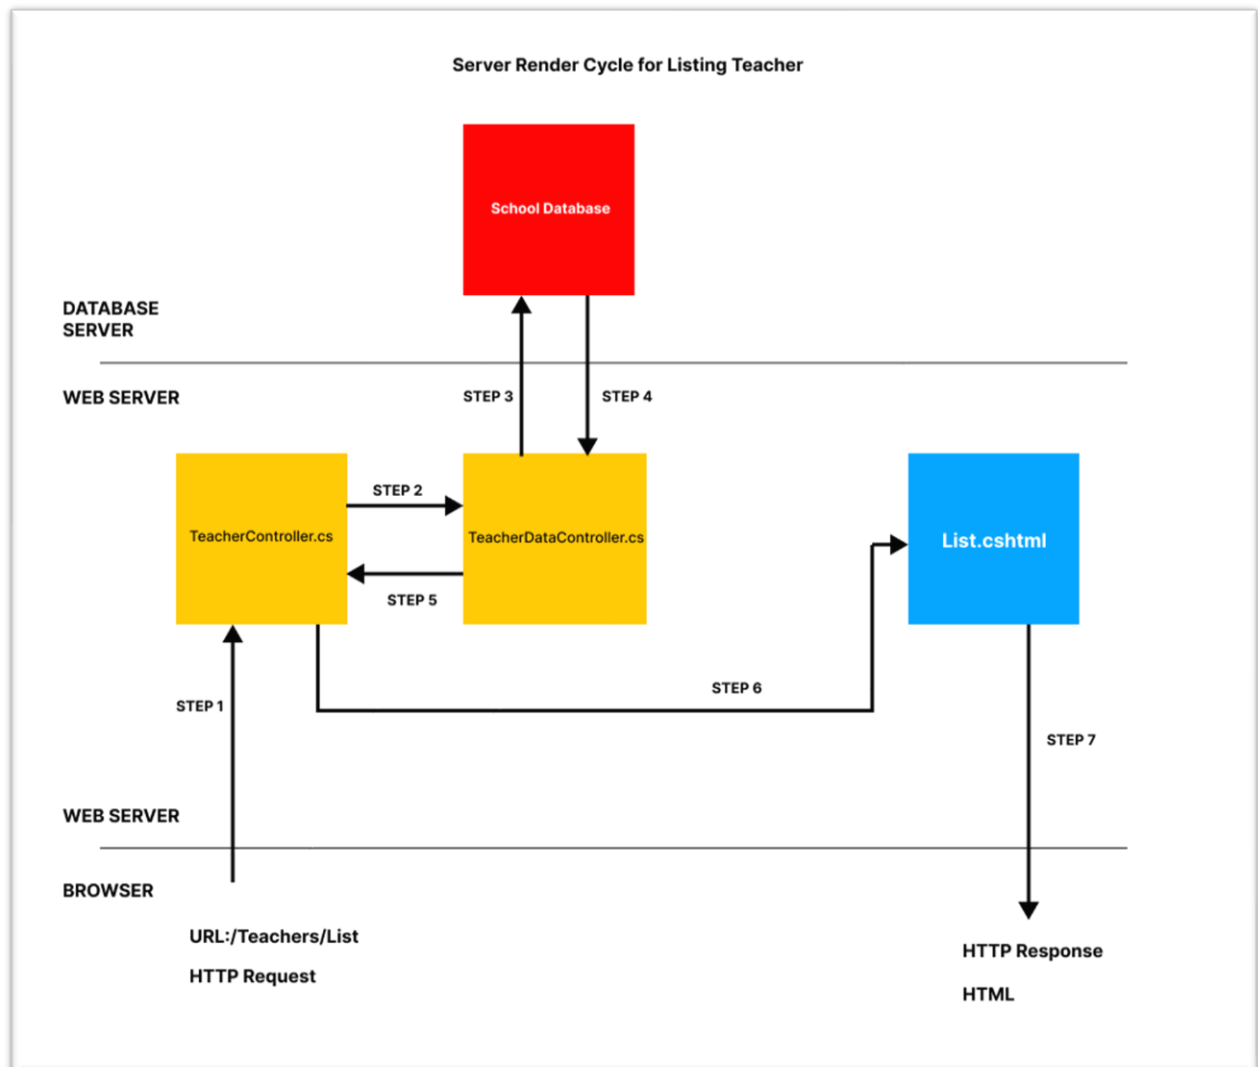 Server Render Cycle for Listing Teacher
School Database
DATABASE
SERVER
WEB SERVER
STEP 3
STEP 4
STEP 2
TeacherController.cs
TeacherDataController.cs
List.cshtml
STEP 5
STEP 6
STEP 1
STEP 7
WEB SERVER
BROWSER
URL:/Teachers/List
HTTP Request
HTTP Response
HTML